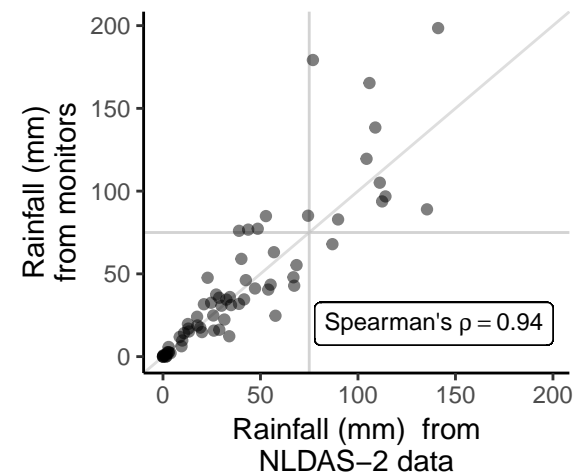 200
150
100
50
0
Rainfall (mm)
from monitors
Spearman's ρ = 0.94
0 50 100 150 200
Rainfall (mm) from
NLDAS−2 data